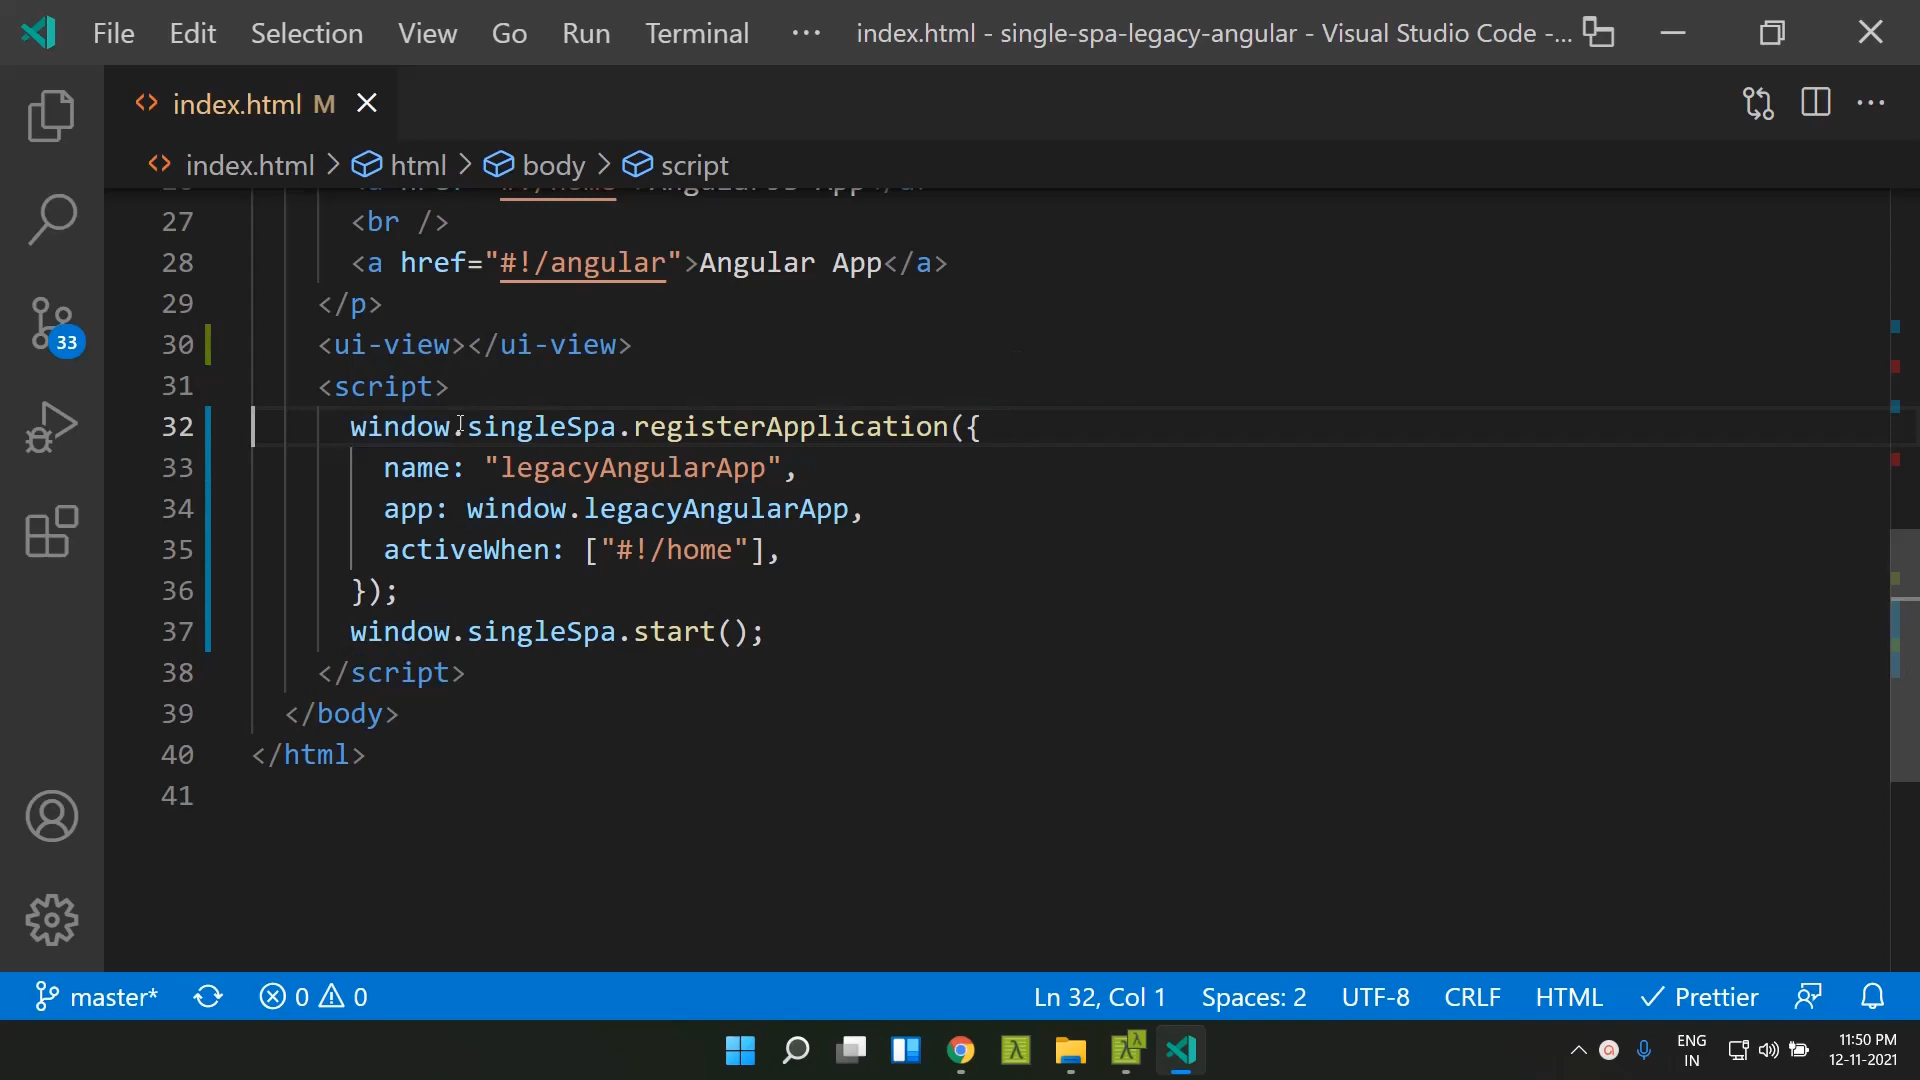 File Edit Selection View Go Run Terminal ··· index.html - single-spa-legacy-angular - Visual Studio Code -...
index.html M
index.html > html > body > script
27 <br />
28 <a href="#!/angular">Angular App</a>
29 </p>
30 <ui-view></ui-view>
31 <script>
32 window.singleSpa.registerApplication({
33 name: "legacyAngularApp",
34 app: window.legacyAngularApp,
35 activeWhen: ["#!/home"],
36 });
37 window.singleSpa.start();
38 </script>
39 </body>
40 </html>
41
33
master* 0 0 Ln 32, Col 1 Spaces: 2 UTF-8 CRLF HTML Prettier
ENG
IN
11:50 PM
12-11-2021